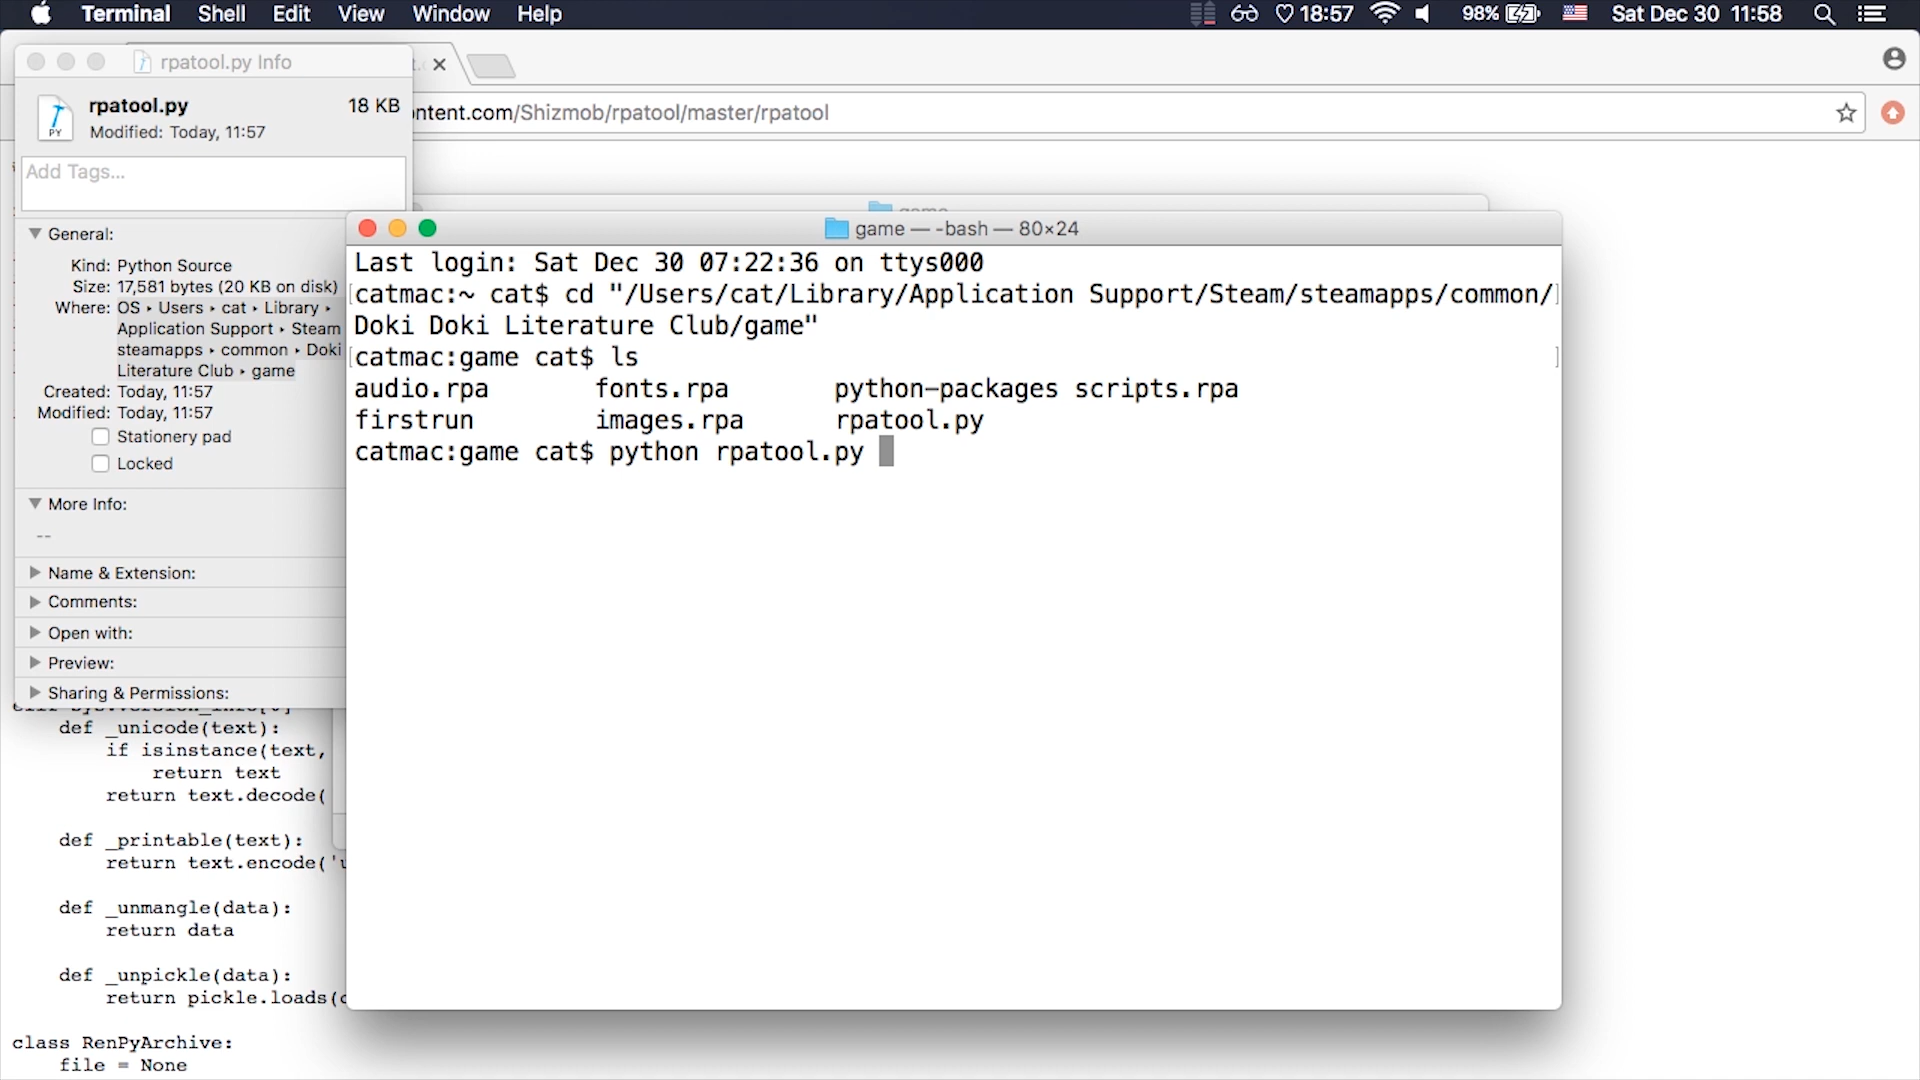 Terminal Shell Edit View Window Help 18:57 98% Sat Dec 30 11:58
rpatool.py Info
rpatool.py 18 KB
PY
Modified: Today, 11:57
ntent.com/Shizmob/rpatool/master/rpatool
Add Tags...
General:
Kind: Python Source
Size: 17,581 bytes (20 KB on disk)
Where: OS ▸ Users ▸ cat ▸ Library ▸
Application Support ▸ Steam
steamapps ▸ common ▸ Doki
Literature Club ▸ game
Created: Today, 11:57
Modified: Today, 11:57
Stationery pad
Locked
More Info:
--
Name & Extension:
Comments:
Open with:
Preview:
Sharing & Permissions:
game — -bash — 80×24
Last login: Sat Dec 30 07:22:36 on ttys000
[catmac:~ cat$ cd "/Users/cat/Library/Application Support/Steam/steamapps/common/]
Doki Doki Literature Club/game"
[catmac:game cat$ ls ]
audio.rpa fonts.rpa python-packages scripts.rpa
firstrun images.rpa rpatool.py
catmac:game cat$ python rpatool.py
def _unicode(text):
if isinstance(text,
return text
return text.decode(
def _printable(text):
return text.encode('u
def _unmangle(data):
return data
def _unpickle(data):
return pickle.loads(
class RenPyArchive:
file = None